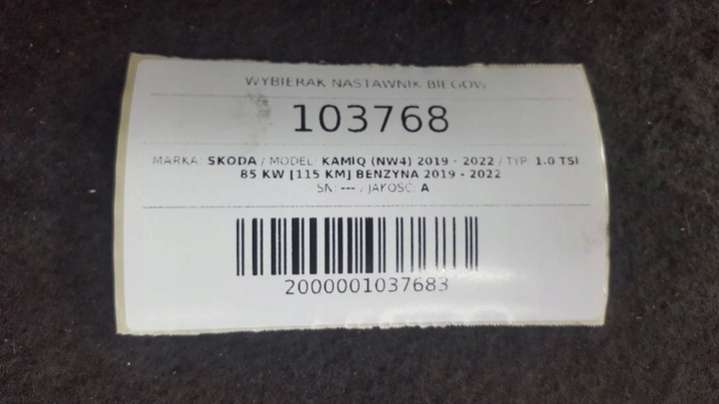 WYBIERAK NASTAWNIK BIEGÓW
103768
MARKA: SKODA / MODEL: KAMIQ (NW4) 2019 - 2022 / TYP: 1.0 TSI
85 KW [115 KM] BENZYNA 2019 - 2022
SN: --- / JAKOŚĆ: A
2000001037683